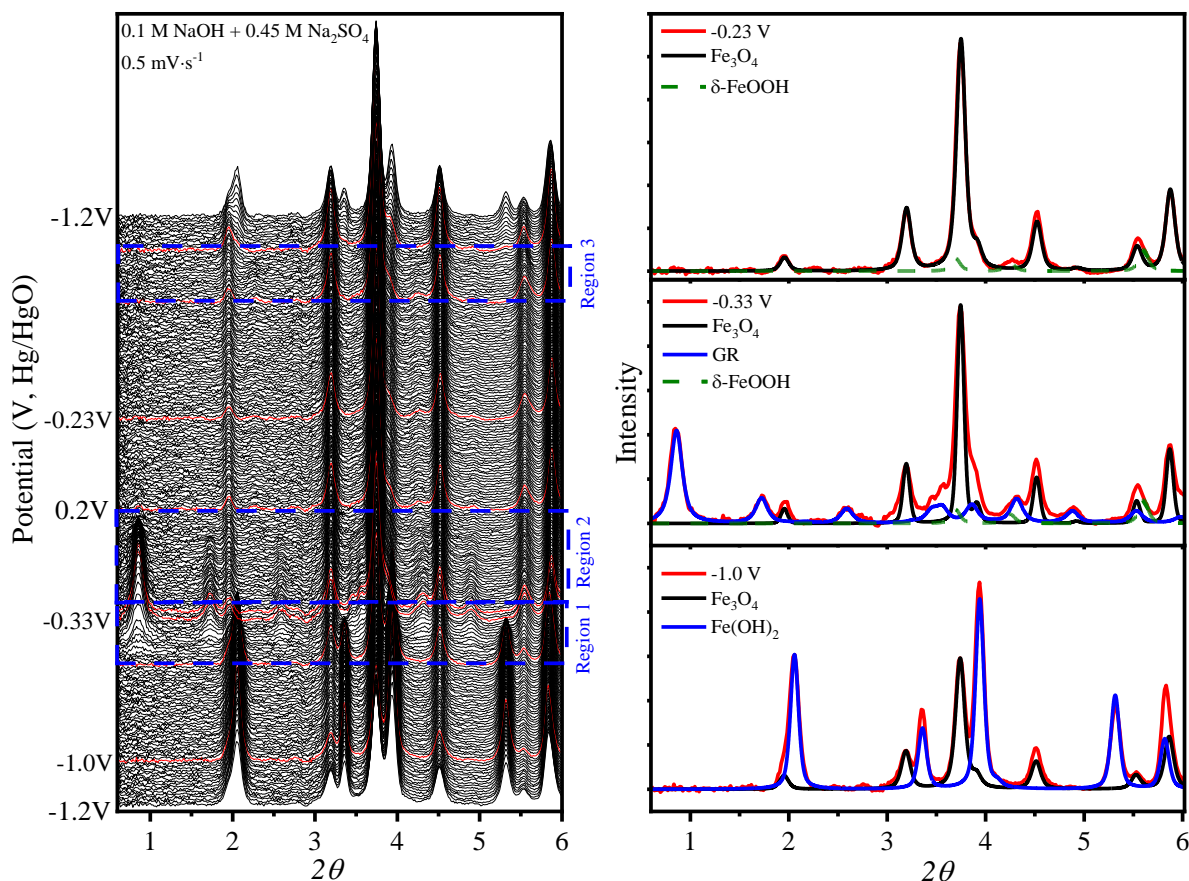 0.1 M NaOH + 0.45 M Na₂SO₄
0.5 mV·s⁻¹
Potential (V, Hg/HgO)
-1.2V
-0.23V
0.2V
-0.33V
-1.0V
-1.2V
Region 3
Region 2
Region 1
1 2 3 4 5 6
2θ
Intensity
-0.23 V
Fe₃O₄
δ-FeOOH
-0.33 V
Fe₃O₄
GR
δ-FeOOH
-1.0 V
Fe₃O₄
Fe(OH)₂
1 2 3 4 5 6
2θ